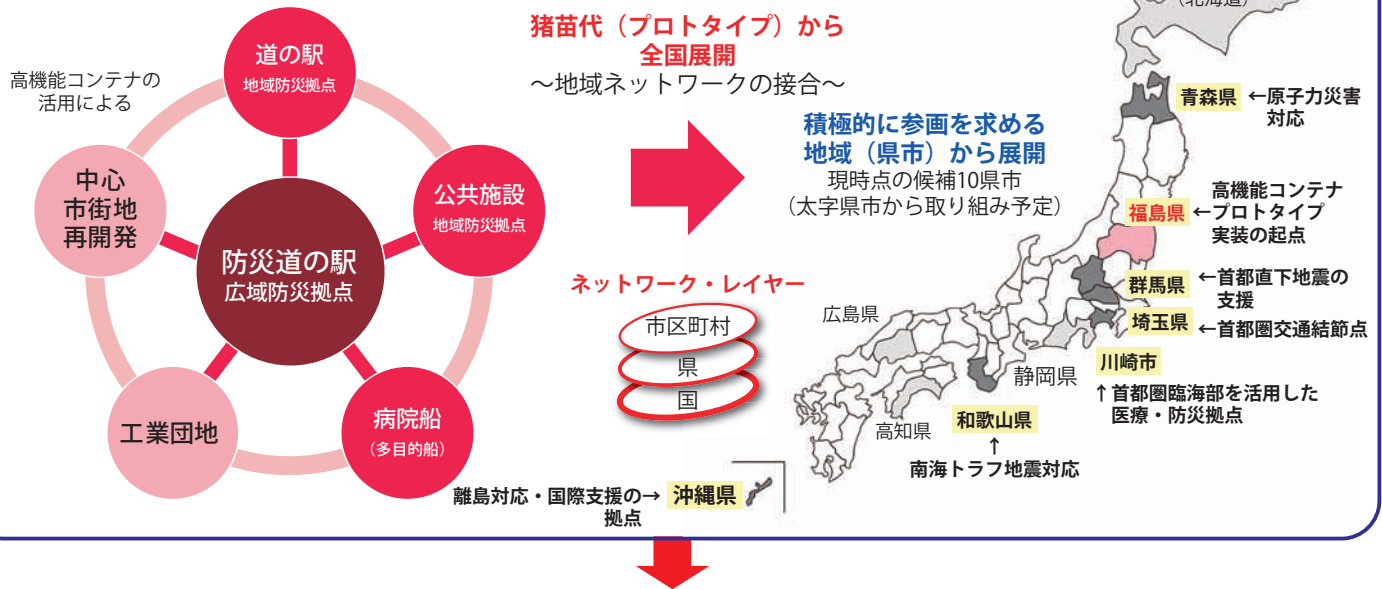 高機能コンテナの
活用による
道の駅
地域防災拠点
公共施設
地域防災拠点
病院船
(多目的船)
工業団地
中心
市街地
再開発
防災道の駅
広域防災拠点
猪苗代(プロトタイプ)から
全国展開
〜地域ネットワークの接合〜
積極的に参画を求める
地域(県市)から展開
現時点の候補10県市
(太字県市から取り組み予定)
ネットワーク・レイヤー
市区町村
県
国
(北海道)
青森県 ←原子力災害
対応
高機能コンテナ
福島県 ←プロトタイプ
実装の起点
群馬県 ←首都直下地震の
支援
埼玉県 ←首都圏交通結節点
川崎市
↑首都圏臨海部を活用した
医療・防災拠点
広島県
静岡県
高知県
和歌山県
↑
南海トラフ地震対応
離島対応・国際支援の→ 沖縄県
拠点